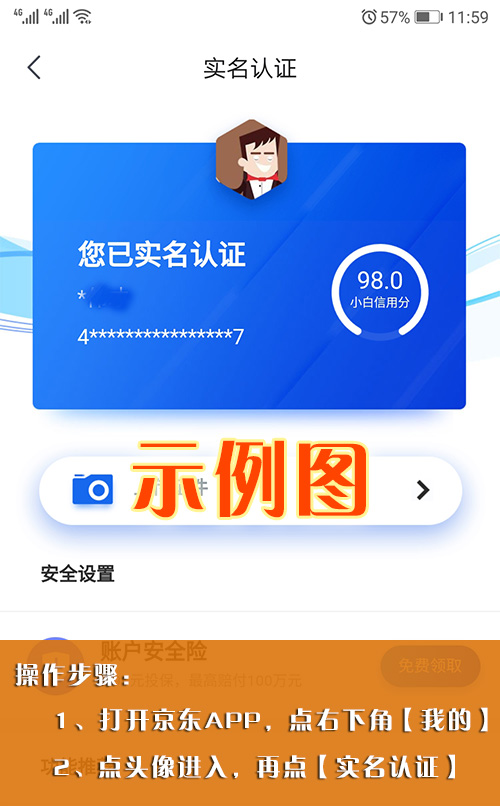 4G 4G 57% 11:59
实名认证
您已实名认证
98.0
*
小白信用分
4****************7
示例图
件
安全设置
账户安全险
元投保，最高赔付100万元
免费领取
操作步骤：
1、打开京东APP，点右下角【我的】
2、点头像进入，再点【实名认证】